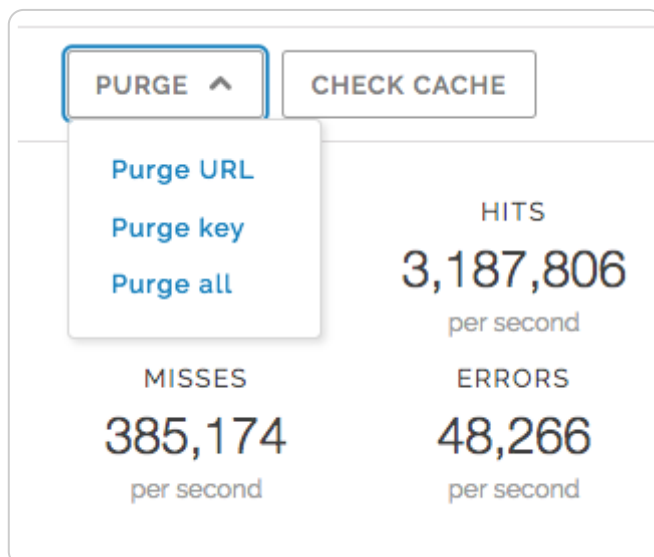 PURGE
CHECK CACHE
Purge URL
Purge key
Purge all
HITS
3,187,806
per second
MISSES
385,174
per second
ERRORS
48,266
per second